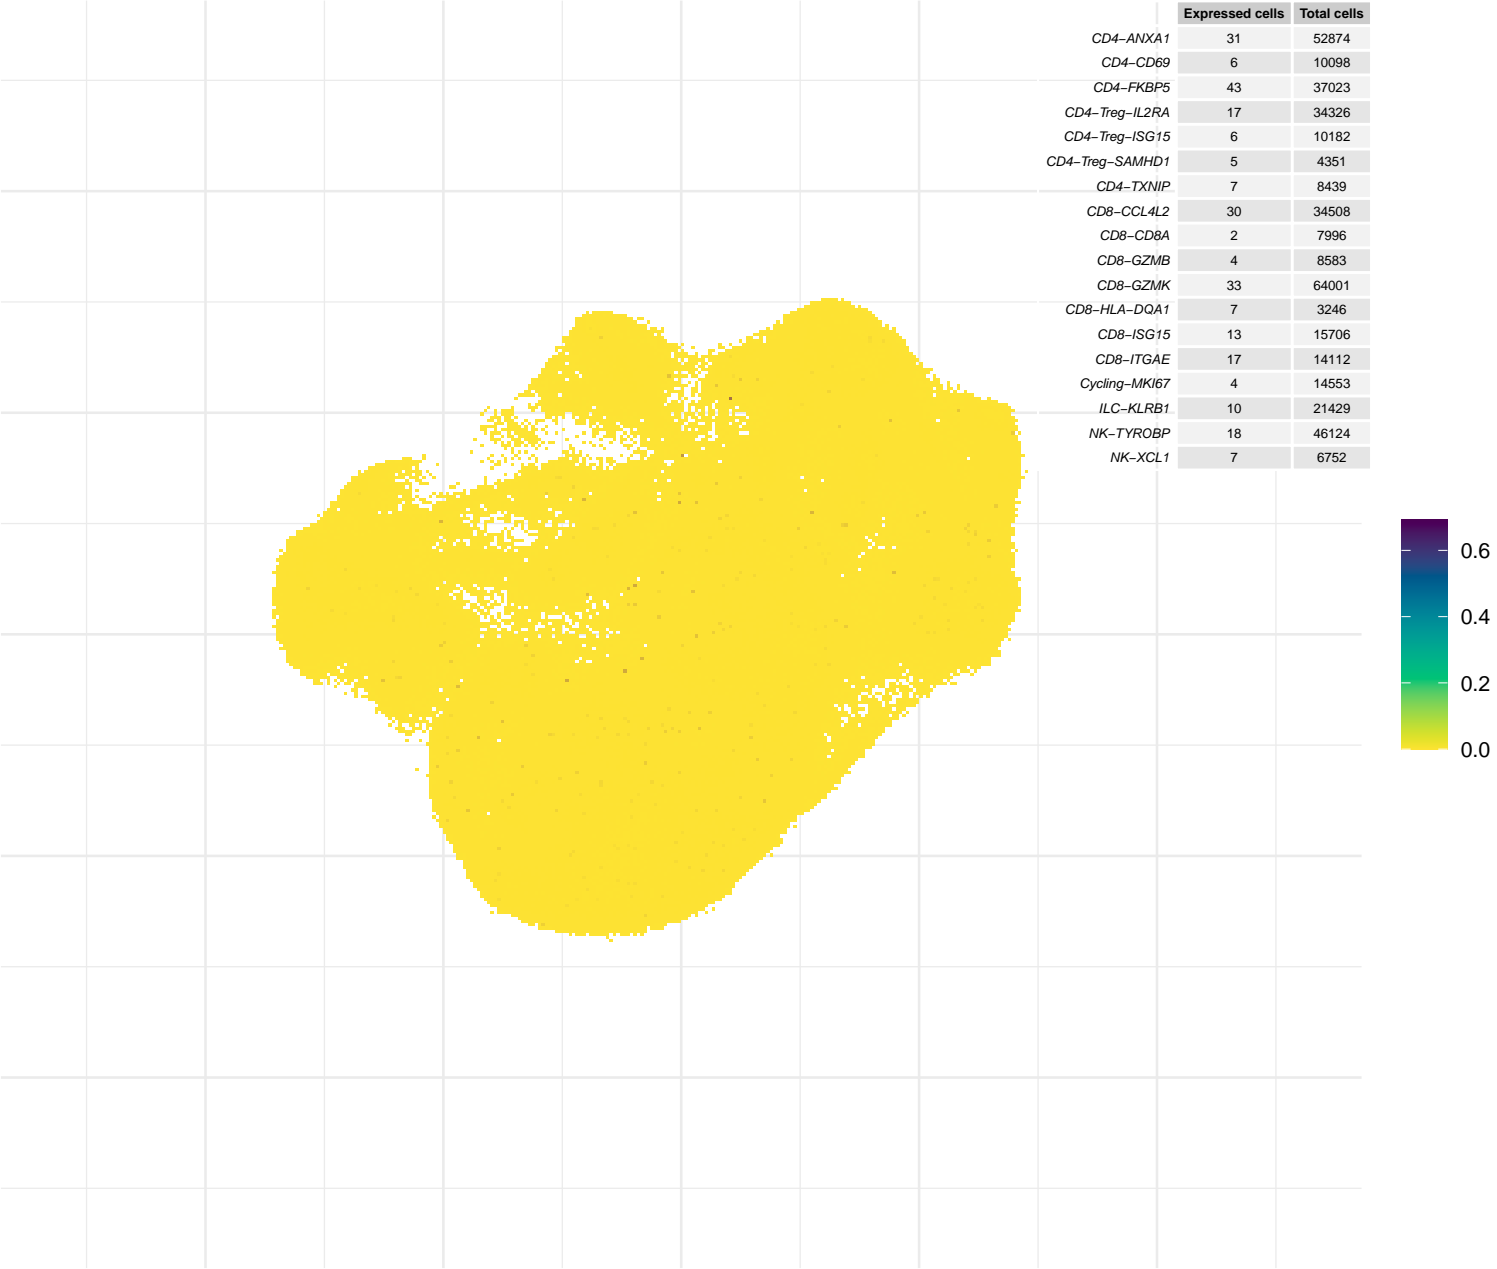 Expressed cells Total cells
CD4−ANXA1 31 52874
CD4−CD69 6 10098
CD4−FKBP5 43 37023
CD4−Treg−IL2RA 17 34326
CD4−Treg−ISG15 6 10182
CD4−Treg−SAMHD1 5 4351
CD4−TXNIP 7 8439
CD8−CCL4L2 30 34508
CD8−CD8A 2 7996
CD8−GZMB 4 8583
CD8−GZMK 33 64001
CD8−HLA−DQA1 7 3246
CD8−ISG15 13 15706
CD8−ITGAE 17 14112
Cycling−MKI67 4 14553
ILC−KLRB1 10 21429
NK−TYROBP 18 46124
NK−XCL1 7 6752
0.6
0.4
0.2
0.0